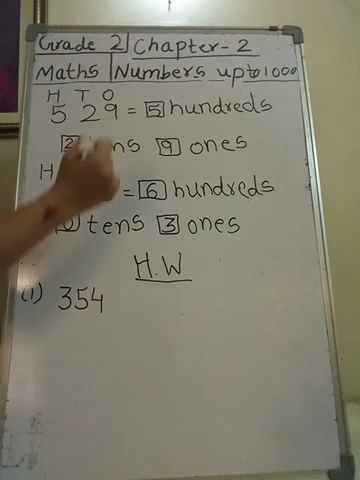 Grade 2 Chapter-2
Maths Numbers upto 1000
H T O
5 2 9 = 5 hundreds
2 tens 9 ones
H
= 6 hundreds
0 tens 3 ones
H.W
(1) 354